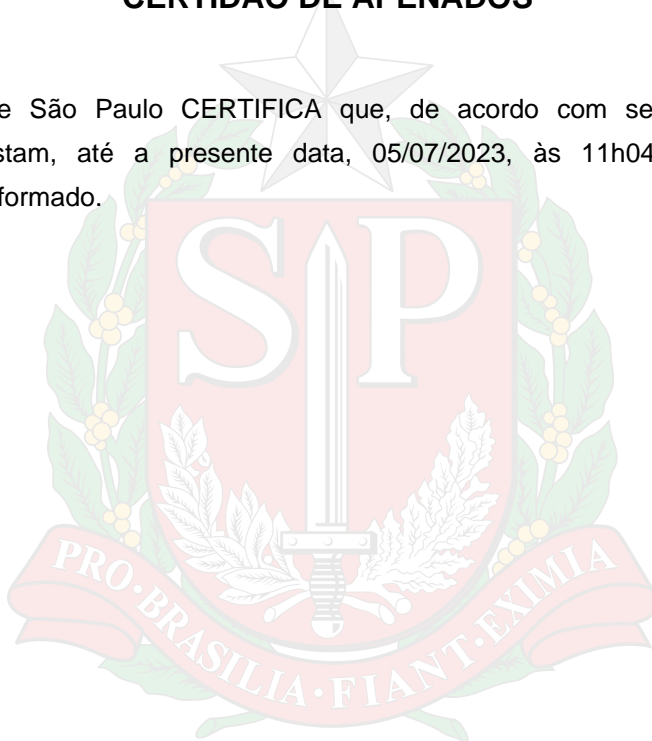 CERTIDÃO DE APENADOS
e São Paulo CERTIFICA que, de acordo com se
stam, até a presente data, 05/07/2023, às 11h04
formado.
SP
PRO·BRASILIA·FIANT·EXIMIA